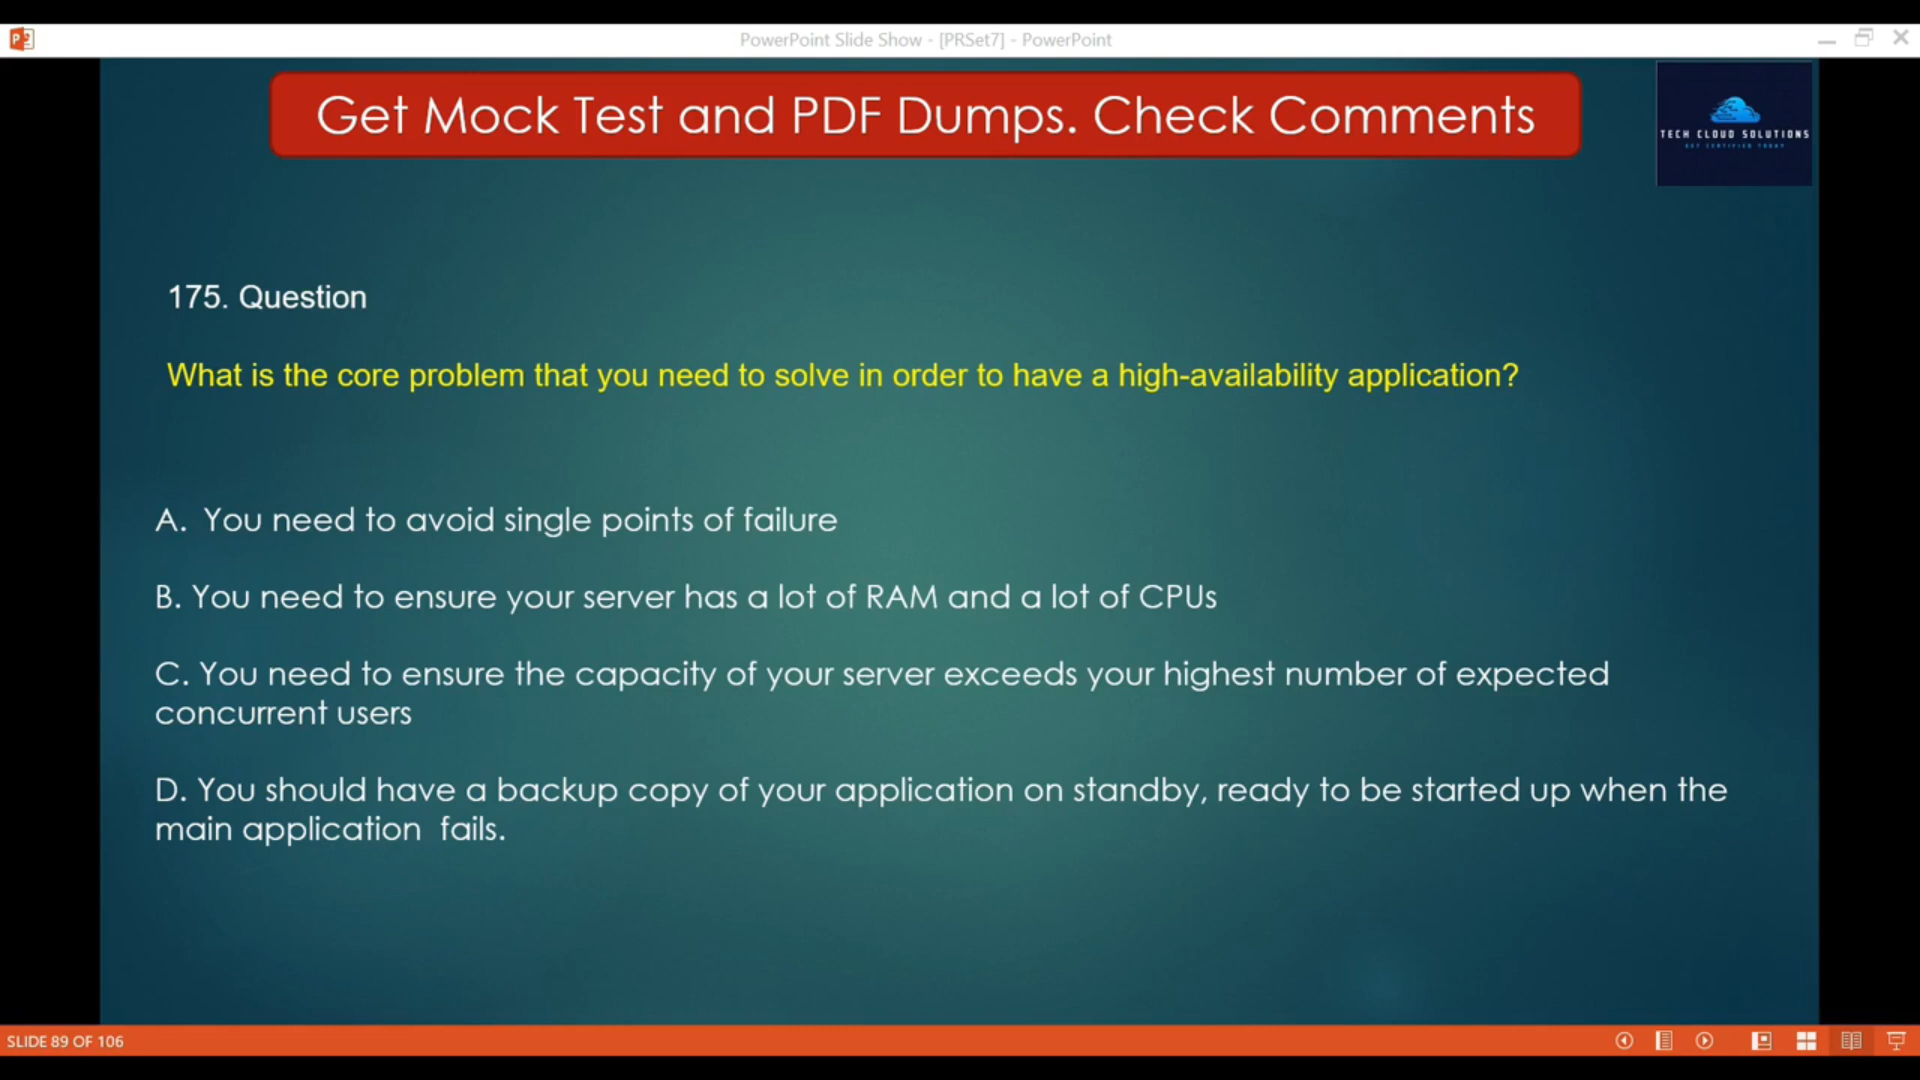 PowerPoint Slide Show - [PRSet7] - PowerPoint
Get Mock Test and PDF Dumps. Check Comments
TECH CLOUD SOLUTIONS
GET CERTIFIED TODAY
175. Question
What is the core problem that you need to solve in order to have a high-availability application?
A. You need to avoid single points of failure
B. You need to ensure your server has a lot of RAM and a lot of CPUs
C. You need to ensure the capacity of your server exceeds your highest number of expected
concurrent users
D. You should have a backup copy of your application on standby, ready to be started up when the
main application  fails.
SLIDE 89 OF 106